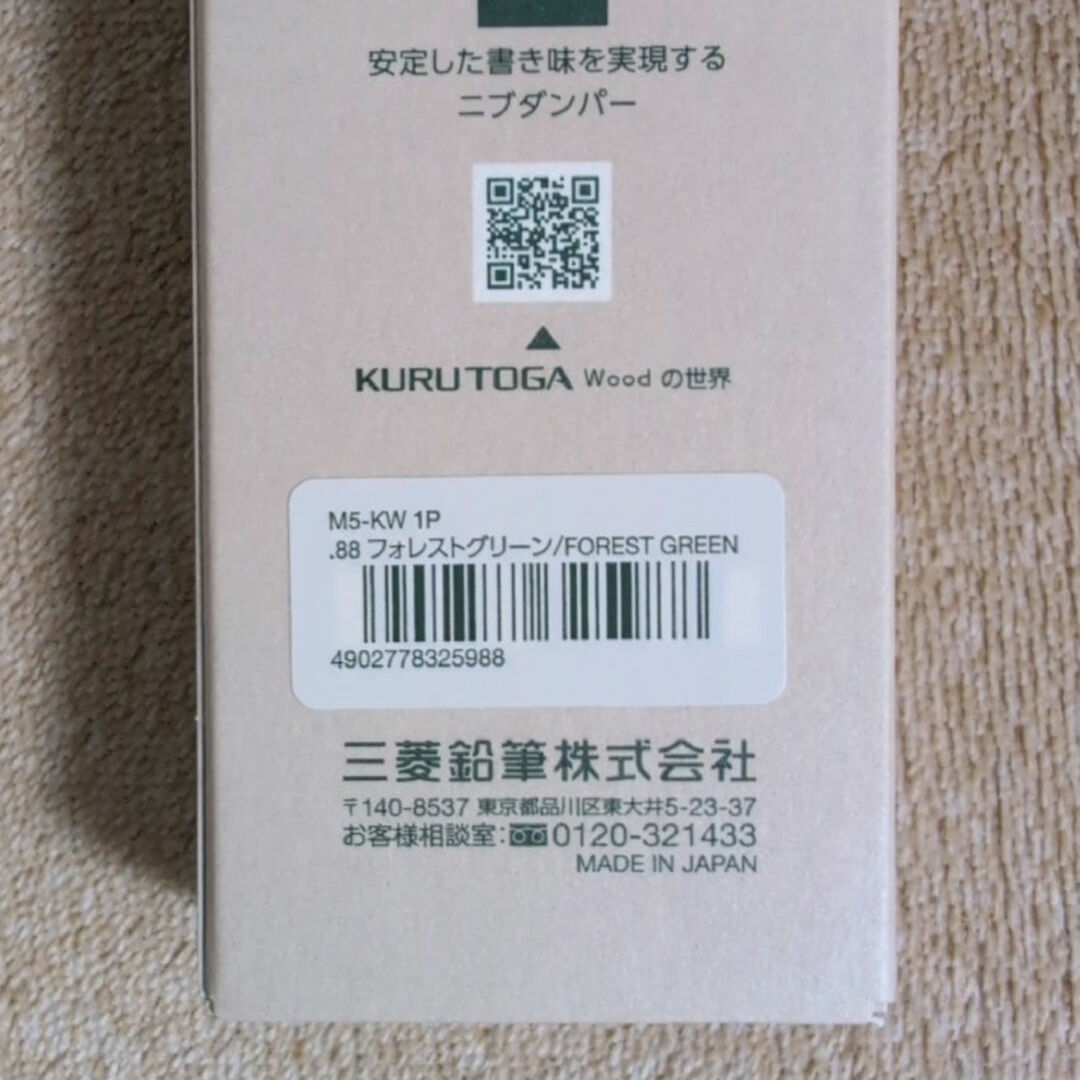 安定した書き味を実現する
ニブダンパー
KURU TOGA Wood の世界
M5-KW 1P
.88 フォレストグリーン/FOREST GREEN
4902778325988
三菱鉛筆株式会社
〒140-8537 東京都品川区東大井5-23-37
お客様相談室:0120-321433
MADE IN JAPAN